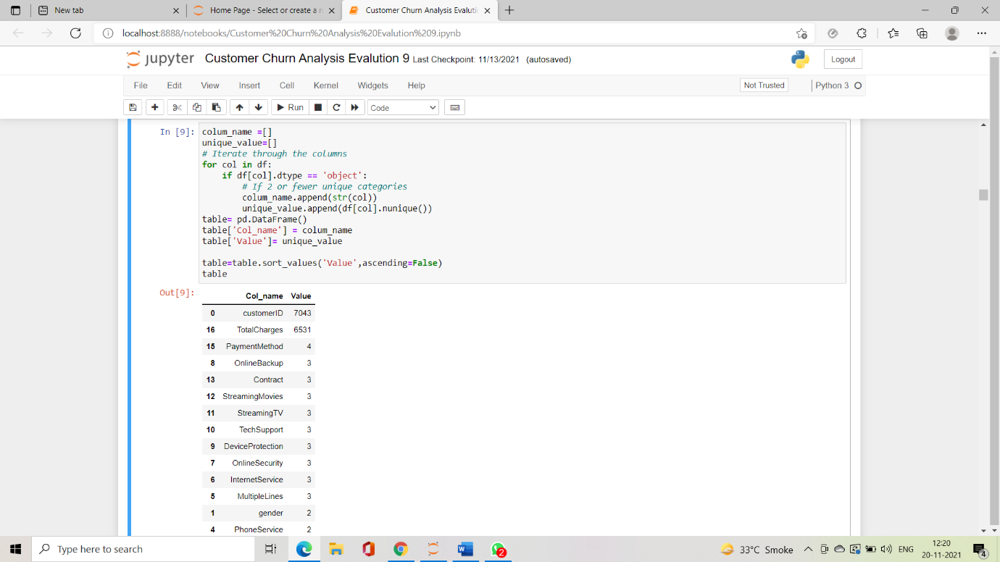 New tab
Home Page - Select or create a n
Customer Churn Analysis Evalutio
localhost:8888/notebooks/Customer%20Churn%20Analysis%20Evalution%209.ipynb
jupyter Customer Churn Analysis Evalution 9 Last Checkpoint: 11/13/2021 (autosaved)
Logout
File Edit View Insert Cell Kernel Widgets Help
Not Trusted
Python 3
Run
Code
In [9]: colum_name =[]
unique_value=[]
# Iterate through the columns
for col in df:
    if df[col].dtype == 'object':
        # If 2 or fewer unique categories
        colum_name.append(str(col))
        unique_value.append(df[col].nunique())
table= pd.DataFrame()
table['Col_name'] = colum_name
table['Value']= unique_value
table=table.sort_values('Value',ascending=False)
table
Out[9]:
Col_name Value
0 customerID 7043
16 TotalCharges 6531
15 PaymentMethod 4
8 OnlineBackup 3
13 Contract 3
12 StreamingMovies 3
11 StreamingTV 3
10 TechSupport 3
9 DeviceProtection 3
7 OnlineSecurity 3
6 InternetService 3
5 MultipleLines 3
1 gender 2
4 PhoneService 2
Type here to search
W
2
33°C Smoke
ENG
12:20
20-11-2021
4